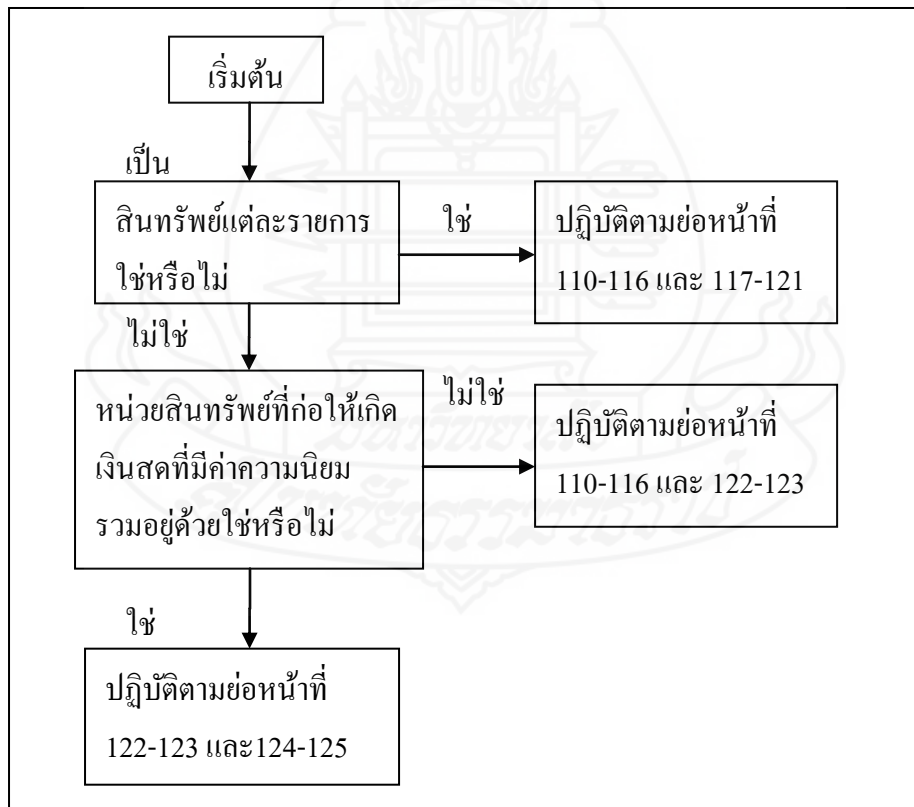 เริ่มต้น
เป็น
สินทรัพย์แต่ละรายการ
ใช่หรือไม่
ใช่
ปฏิบัติตามย่อหน้าที่
110-116 และ 117-121
ไม่ใช่
หน่วยสินทรัพย์ที่ก่อให้เกิด
เงินสดที่มีค่าความนิยม
รวมอยู่ด้วยใช่หรือไม่
ไม่ใช่
ปฏิบัติตามย่อหน้าที่
110-116 และ 122-123
ใช่
ปฏิบัติตามย่อหน้าที่
122-123 และ124-125